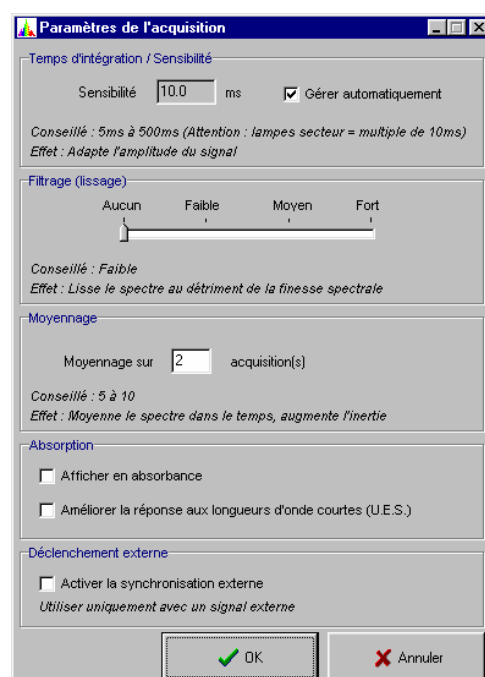 Paramètres de l'acquisition
Temps d'intégration / Sensibilité
Sensibilité 10.0 ms Gérer automatiquement
Conseillé : 5ms à 500ms (Attention : lampes secteur = multiple de 10ms)
Effet : Adapte l'amplitude du signal
Filtrage (lissage)
Aucun Faible Moyen Fort
Conseillé : Faible
Effet : Lisse le spectre au détriment de la finesse spectrale
Moyennage
Moyennage sur 2 acquisition(s)
Conseillé : 5 à 10
Effet : Moyenne le spectre dans le temps, augmente l'inertie
Absorption
Afficher en absorbance
Améliorer la réponse aux longueurs d'onde courtes (U.E.S.)
Déclenchement externe
Activer la synchronisation externe
Utiliser uniquement avec un signal externe
OK Annuler